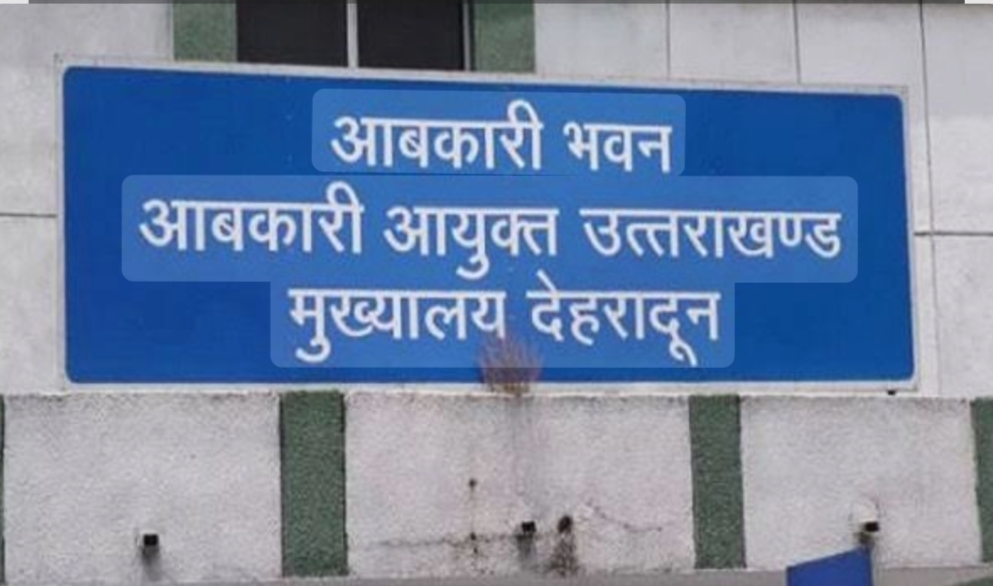 आबकारी भवन
आबकारी आयुक्त उत्तराखण्ड
मुख्यालय देहरादून